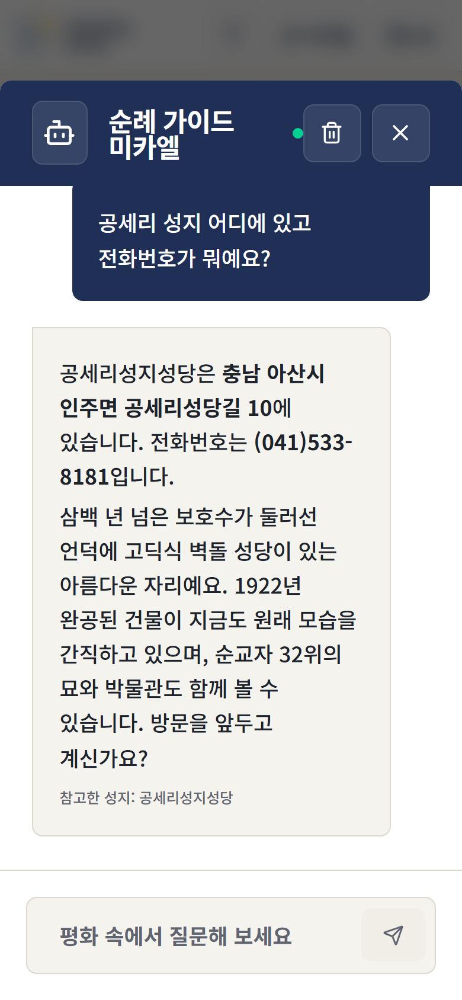 순례 가이드
미카엘
공세리 성지 어디에 있고
전화번호가 뭐예요?
공세리성지성당은 충남 아산시
인주면 공세리성당길 10에
있습니다. 전화번호는 (041)533-
8181입니다.
삼백 년 넘은 보호수가 둘러선
언덕에 고딕식 벽돌 성당이 있는
아름다운 자리예요. 1922년
완공된 건물이 지금도 원래 모습을
간직하고 있으며, 순교자 32위의
묘와 박물관도 함께 볼 수
있습니다. 방문을 앞두고
계신가요?
참고한 성지: 공세리성지성당
평화 속에서 질문해 보세요